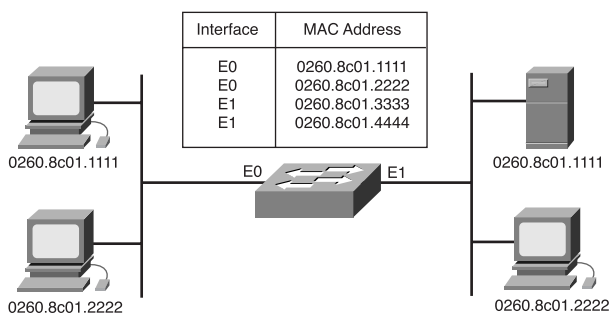 Interface MAC Address
E0 0260.8c01.1111
E0 0260.8c01.2222
E1 0260.8c01.3333
E1 0260.8c01.4444
0260.8c01.1111
0260.8c01.1111
E0
E1
0260.8c01.2222
0260.8c01.2222